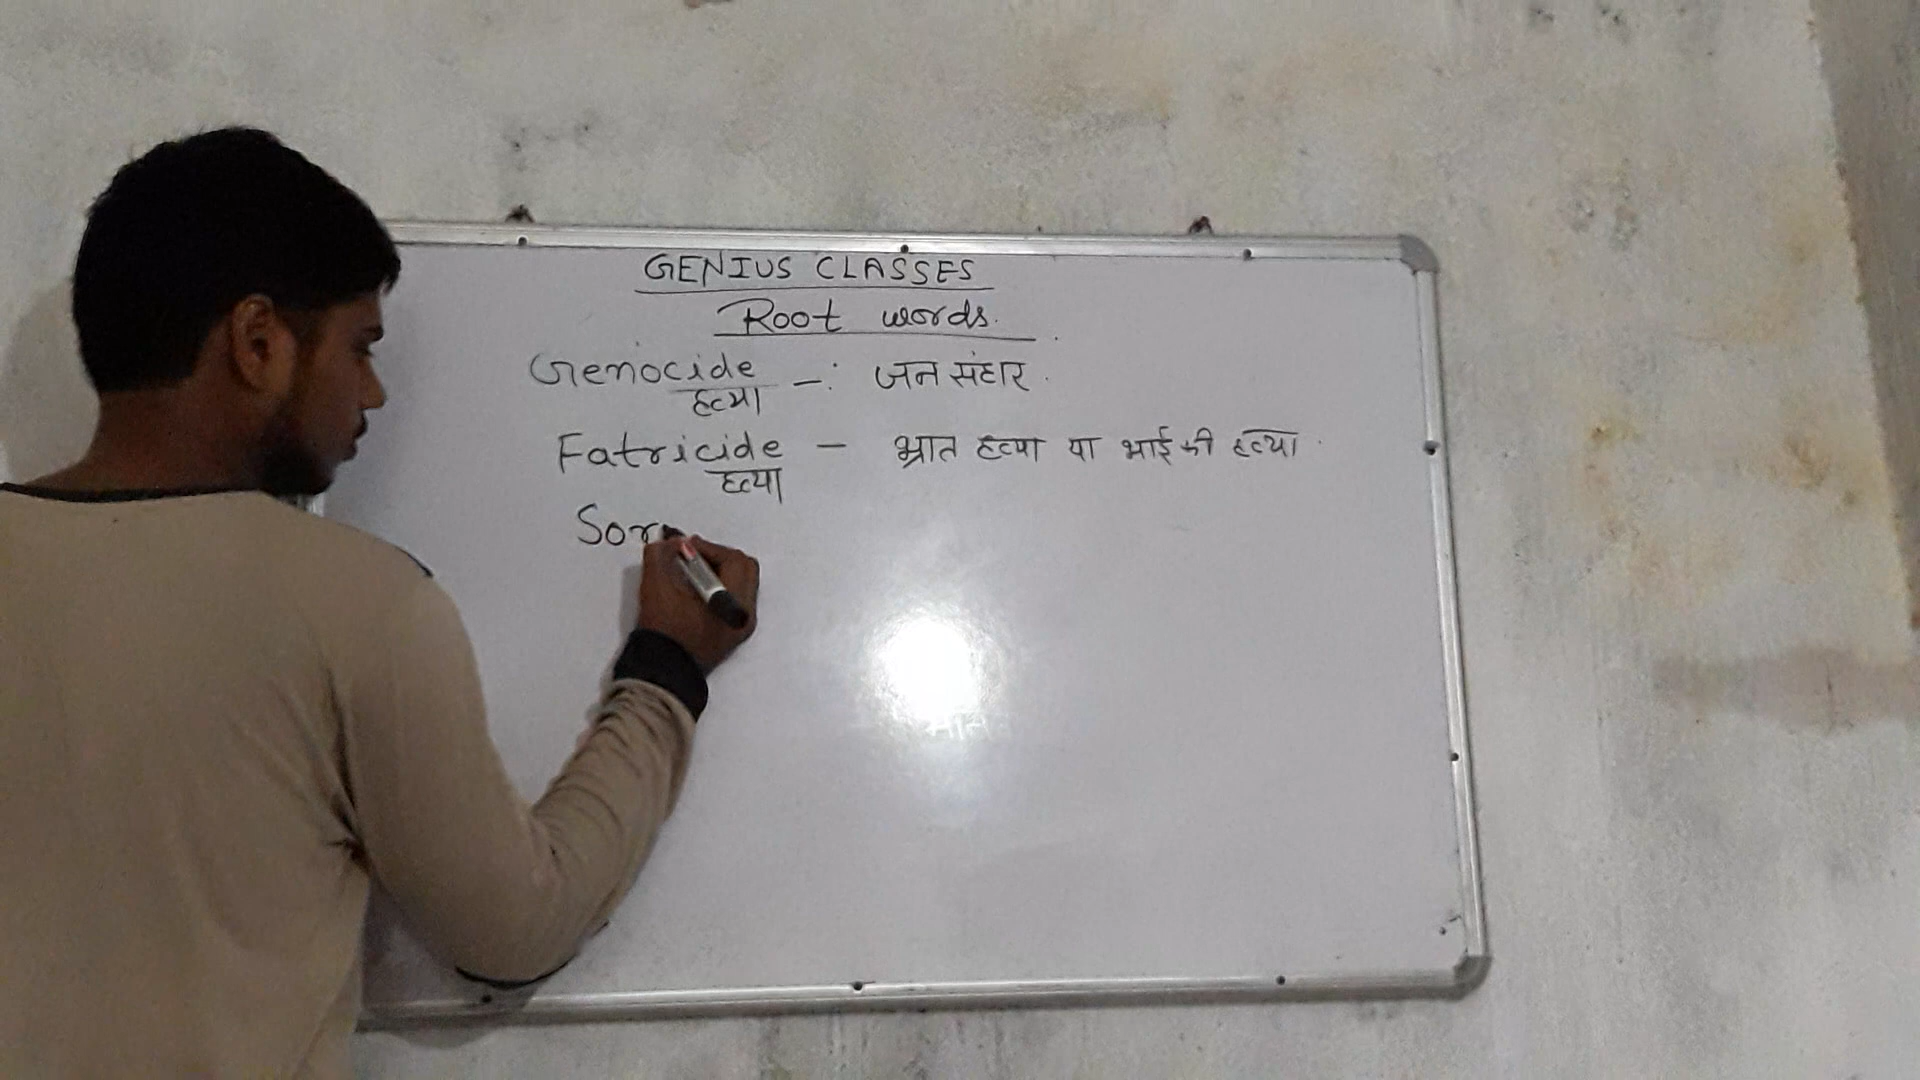 GENIUS CLASSES
Root words.
Genocide -: जन संहार.
हत्या
Fatricide - भ्रात हत्या या भाई की हत्या.
हत्या
Sor